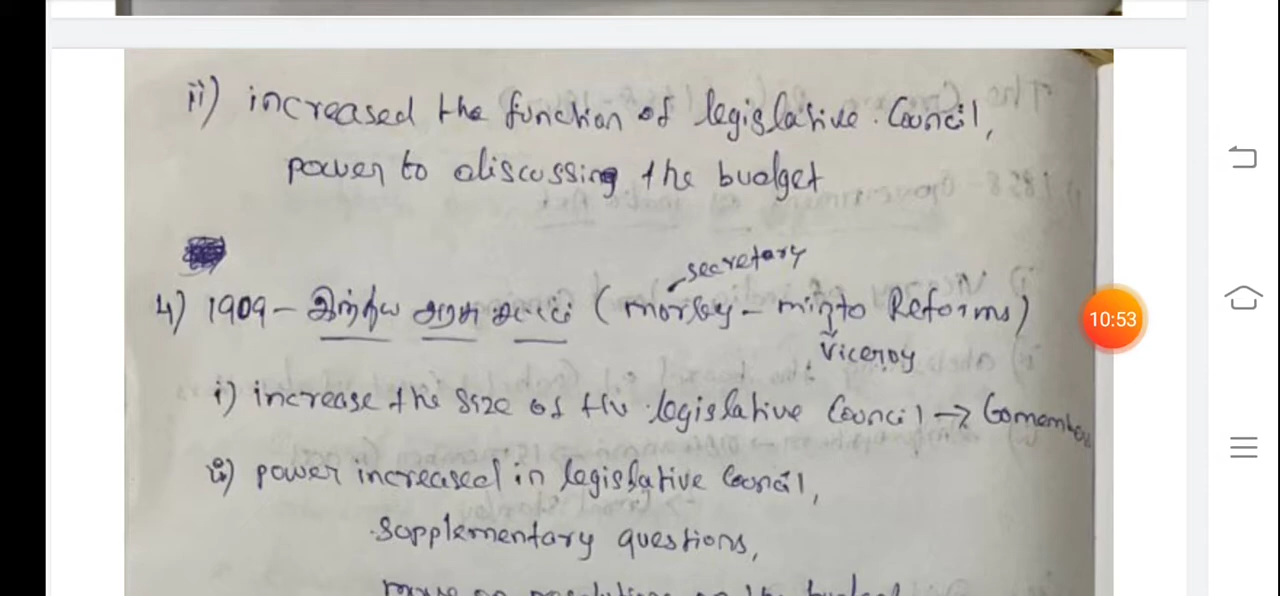 ii) increased the function of legislative Council,
power to discussing the budget
secretary
4) 1909 - இந்திய அரசு சட்டம் (morley - minto Reforms)
Viceroy
i) increase the size of the legislative Council → 60 members
ii) power increased in legislative Council,
Supplementary questions,
10:53